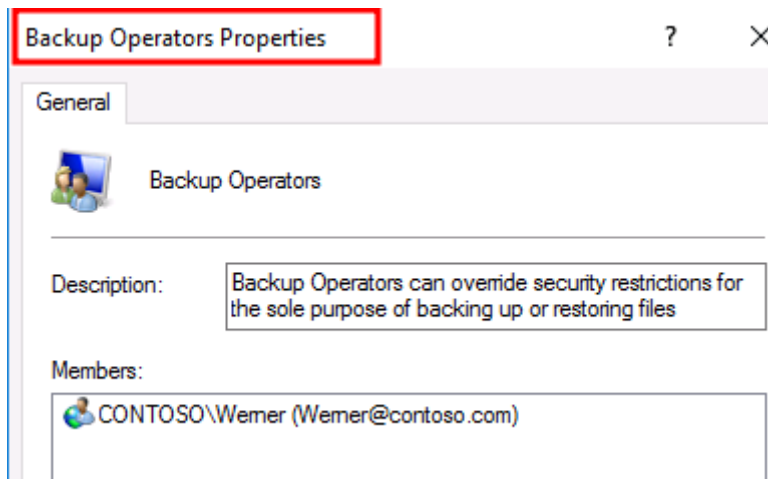 Backup Operators Properties ? ×
General
Backup Operators
Description: Backup Operators can override security restrictions for
the sole purpose of backing up or restoring files
Members:
CONTOSO\Werner (Werner@contoso.com)